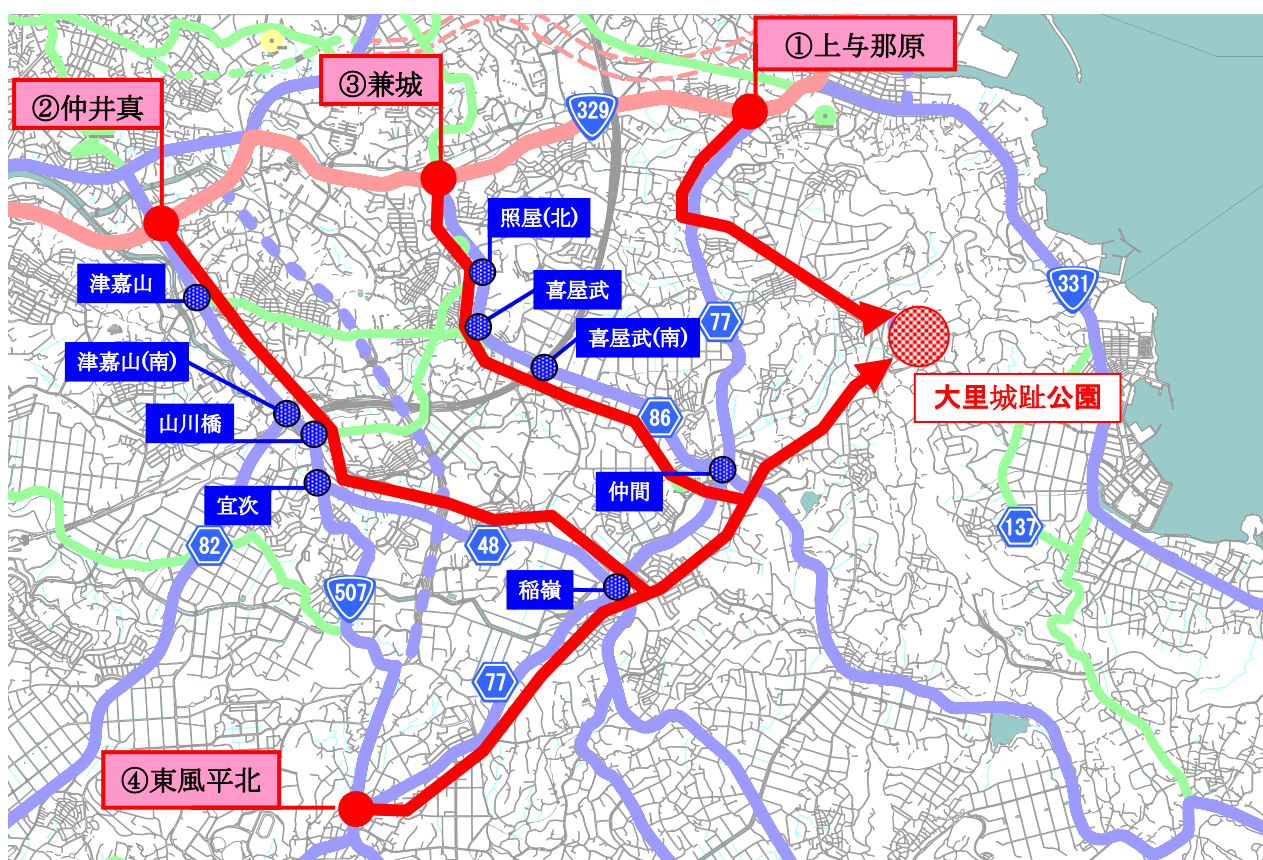 ①上与那原
③兼城
②仲井真
329
照屋(北)
津嘉山
喜屋武
331
77
喜屋武(南)
津嘉山(南)
大里城趾公園
山川橋
86
仲間
宜次
137
82
48
稲嶺
507
77
④東風平北